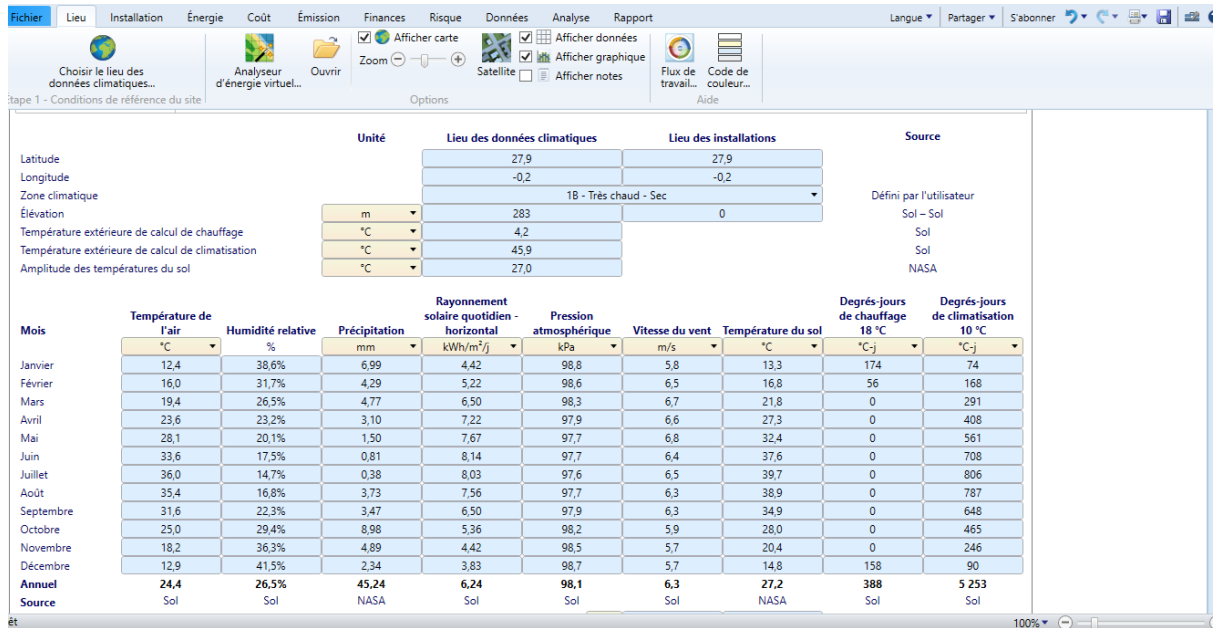 Fichier Lieu Installation Énergie Coût Émission Finances Risque Données Analyse Rapport Langue Partager S'abonner
Choisir le lieu des données climatiques...
Analyseur d'énergie virtuel...
Ouvrir
Afficher carte
Zoom
Satellite
Afficher données
Afficher graphique
Afficher notes
Flux de travail...
Code de couleur...
tape 1 - Conditions de référence du site Options Aide
Unité Lieu des données climatiques Lieu des installations Source
Latitude 27,9 27,9
Longitude -0,2 -0,2
Zone climatique 1B - Très chaud - Sec Défini par l'utilisateur
Élévation m 283 0 Sol – Sol
Température extérieure de calcul de chauffage °C 4,2 Sol
Température extérieure de calcul de climatisation °C 45,9 Sol
Amplitude des températures du sol °C 27,0 NASA
Mois Température de l'air Humidité relative Précipitation Rayonnement solaire quotidien - horizontal Pression atmosphérique Vitesse du vent Température du sol Degrés-jours de chauffage 18 °C Degrés-jours de climatisation 10 °C
°C % mm kWh/m²/j kPa m/s °C °C-j °C-j
Janvier 12,4 38,6% 6,99 4,42 98,8 5,8 13,3 174 74
Février 16,0 31,7% 4,29 5,22 98,6 6,5 16,8 56 168
Mars 19,4 26,5% 4,77 6,50 98,3 6,7 21,8 0 291
Avril 23,6 23,2% 3,10 7,22 97,9 6,6 27,3 0 408
Mai 28,1 20,1% 1,50 7,67 97,7 6,8 32,4 0 561
Juin 33,6 17,5% 0,81 8,14 97,7 6,4 37,6 0 708
Juillet 36,0 14,7% 0,38 8,03 97,6 6,5 39,7 0 806
Août 35,4 16,8% 3,73 7,56 97,7 6,3 38,9 0 787
Septembre 31,6 22,3% 3,47 6,50 97,9 6,3 34,9 0 648
Octobre 25,0 29,4% 8,98 5,36 98,2 5,9 28,0 0 465
Novembre 18,2 36,3% 4,89 4,42 98,5 5,7 20,4 0 246
Décembre 12,9 41,5% 2,34 3,83 98,7 5,7 14,8 158 90
Annuel 24,4 26,5% 45,24 6,24 98,1 6,3 27,2 388 5 253
Source Sol Sol NASA Sol Sol Sol NASA Sol Sol
êt 100%